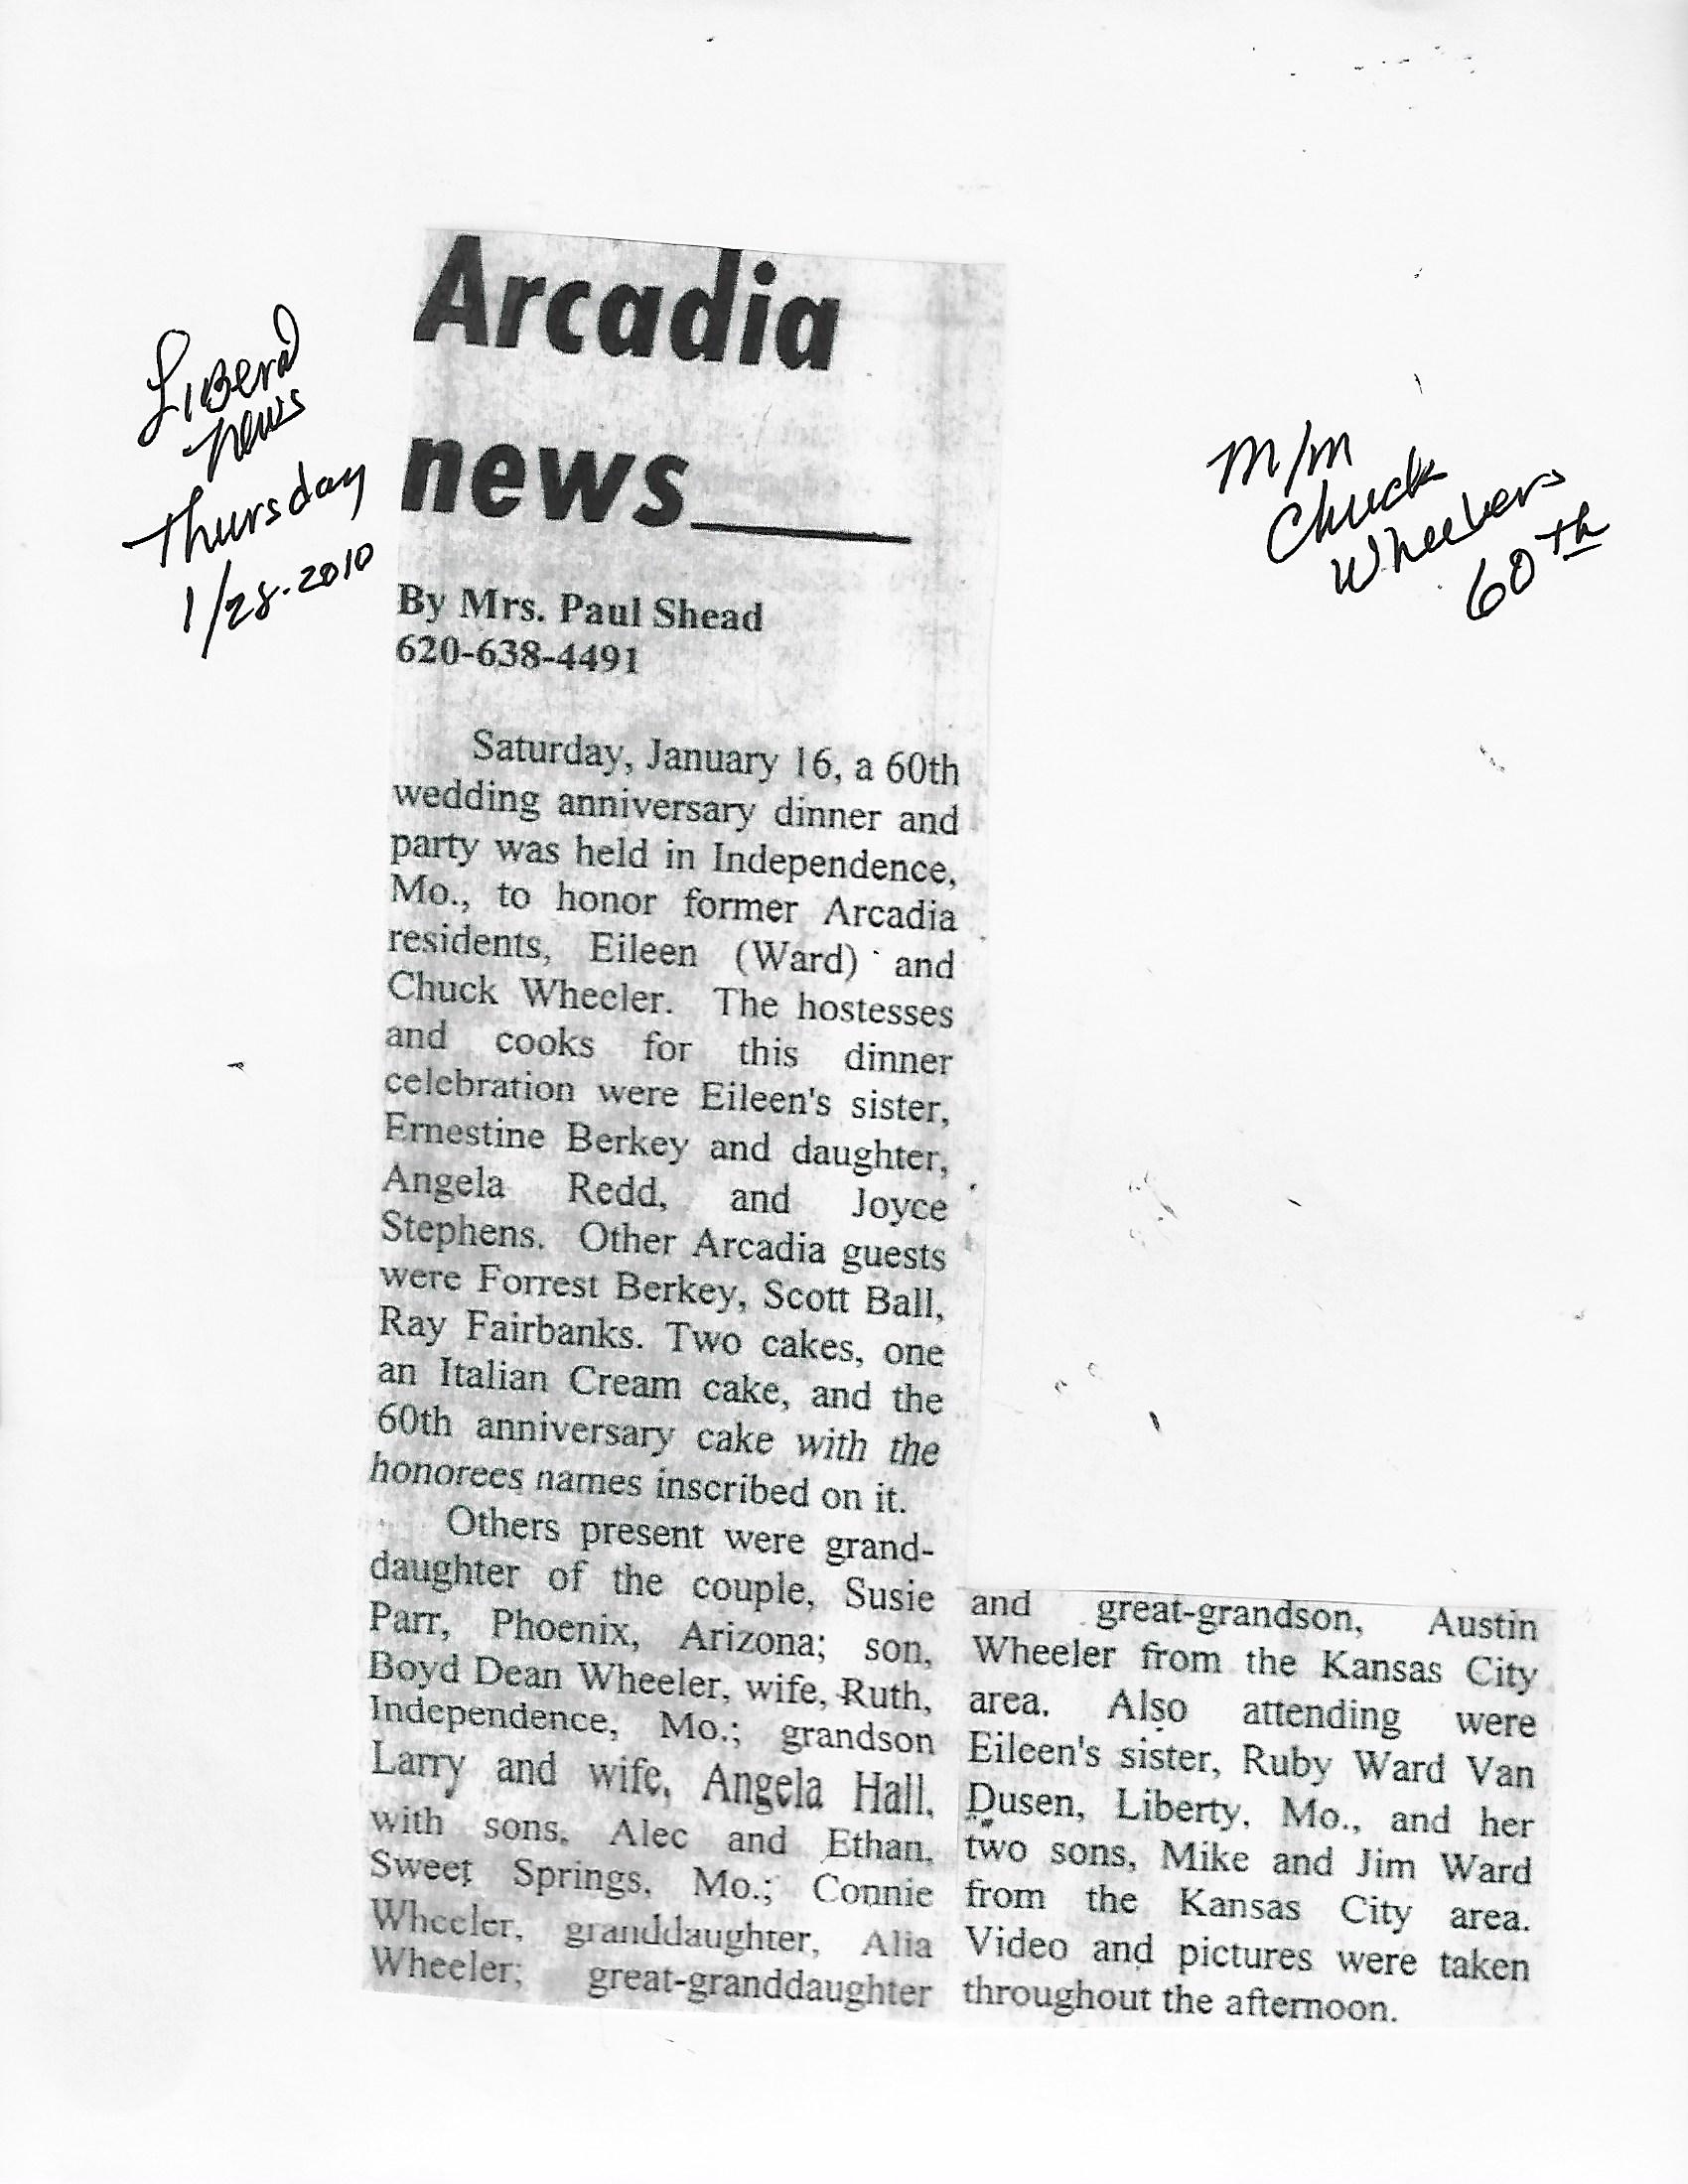 Liberal
News
Thursday
1/28.2010
M/M
Chuck
Wheelers
60th
Arcadia
news
By Mrs. Paul Shead
620-638-4491
Saturday, January 16, a 60th
wedding anniversary dinner and
party was held in Independence,
Mo., to honor former Arcadia
residents, Eileen (Ward) and
Chuck Wheeler. The hostesses
and cooks for this dinner
celebration were Eileen's sister,
Ernestine Berkey and daughter,
Angela Redd, and Joyce
Stephens. Other Arcadia guests
were Forrest Berkey, Scott Ball,
Ray Fairbanks. Two cakes, one
an Italian Cream cake, and the
60th anniversary cake with the
honorees names inscribed on it.
Others present were grand-
daughter of the couple, Susie
Parr, Phoenix, Arizona; son,
Boyd Dean Wheeler, wife, Ruth,
Independence, Mo.; grandson
Larry and wife, Angela Hall,
with sons, Alec and Ethan,
Sweet Springs, Mo.; Connie
Wheeler, granddaughter, Alia
Wheeler; great-granddaughter
and great-grandson, Austin
Wheeler from the Kansas City
area. Also attending were
Eileen's sister, Ruby Ward Van
Dusen, Liberty, Mo., and her
two sons, Mike and Jim Ward
from the Kansas City area.
Video and pictures were taken
throughout the afternoon.